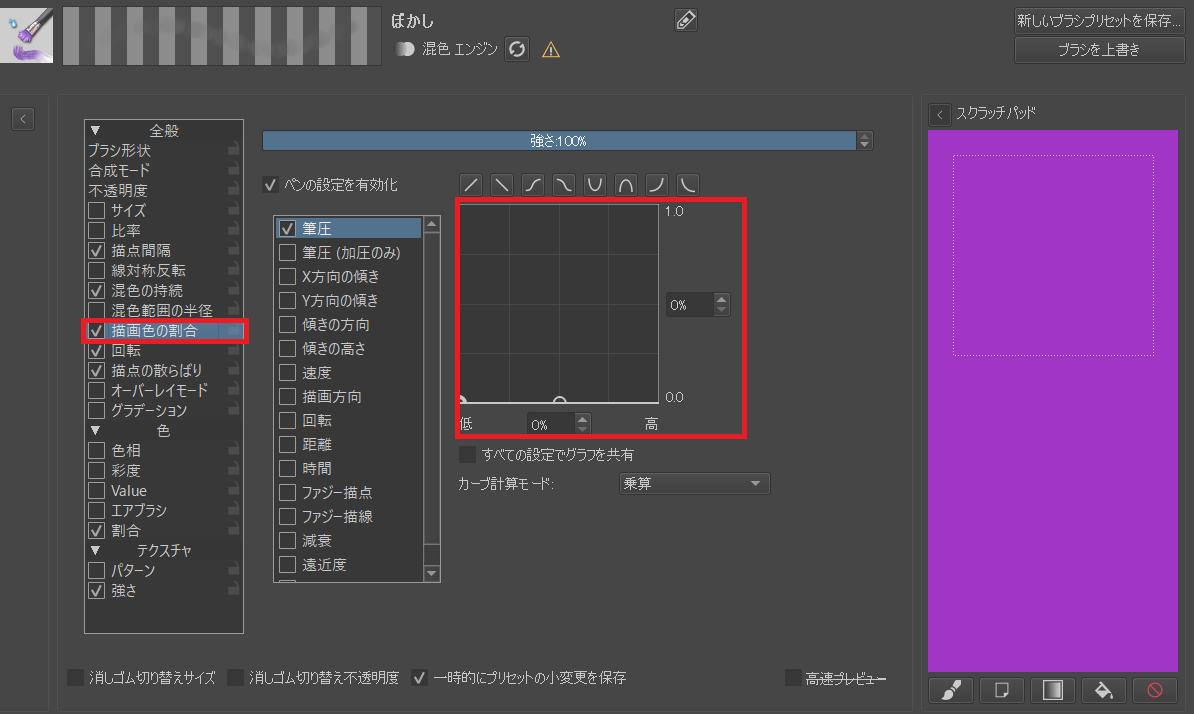 ぼかし
混色 エンジン
新しいブラシプリセットを保存...
ブラシを上書き
全般
ブラシ形状
合成モード
不透明度
サイズ
比率
描点間隔
線対称反転
混色の持続
混色範囲の半径
描画色の割合
回転
描点の散らばり
オーバーレイモード
グラデーション
色
色相
彩度
Value
エアブラシ
割合
テクスチャ
パターン
強さ
強さ:100%
ペンの設定を有効化
筆圧
筆圧 (加圧のみ)
X方向の傾き
Y方向の傾き
傾きの方向
傾きの高さ
速度
描画方向
回転
距離
時間
ファジー描点
ファジー描線
減衰
遠近度
1.0
0%
0.0
低
0%
高
すべての設定でグラフを共有
カーブ計算モード:
乗算
スクラッチパッド
消しゴム切り替えサイズ
消しゴム切り替え不透明度
一時的にプリセットの小変更を保存
高速プレビュー